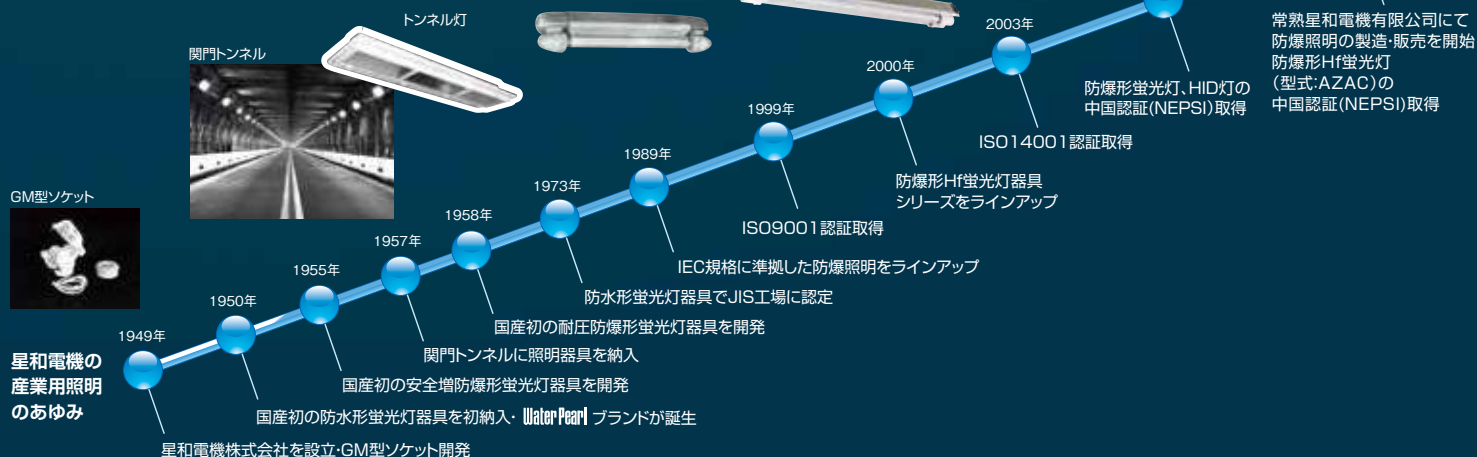 トンネル灯
関門トンネル
GM型ソケット
星和電機の
産業用照明
のあゆみ
1949年
星和電機株式会社を設立・GM型ソケット開発
1950年
国産初の防水形蛍光灯器具を初納入・WaterPearl ブランドが誕生
1955年
国産初の安全増防爆形蛍光灯器具を開発
1957年
関門トンネルに照明器具を納入
1958年
国産初の耐圧防爆形蛍光灯器具を開発
1973年
防水形蛍光灯器具でJIS工場に認定
1989年
IEC規格に準拠した防爆照明をラインアップ
1999年
ISO9001認証取得
2000年
防爆形Hf蛍光灯器具
シリーズをラインアップ
2003年
ISO14001認証取得
防爆形蛍光灯、HID灯の
中国認証(NEPSI)取得
常熟星和電機有限公司にて
防爆照明の製造・販売を開始
防爆形Hf蛍光灯
（型式:AZAC）の
中国認証(NEPSI)取得